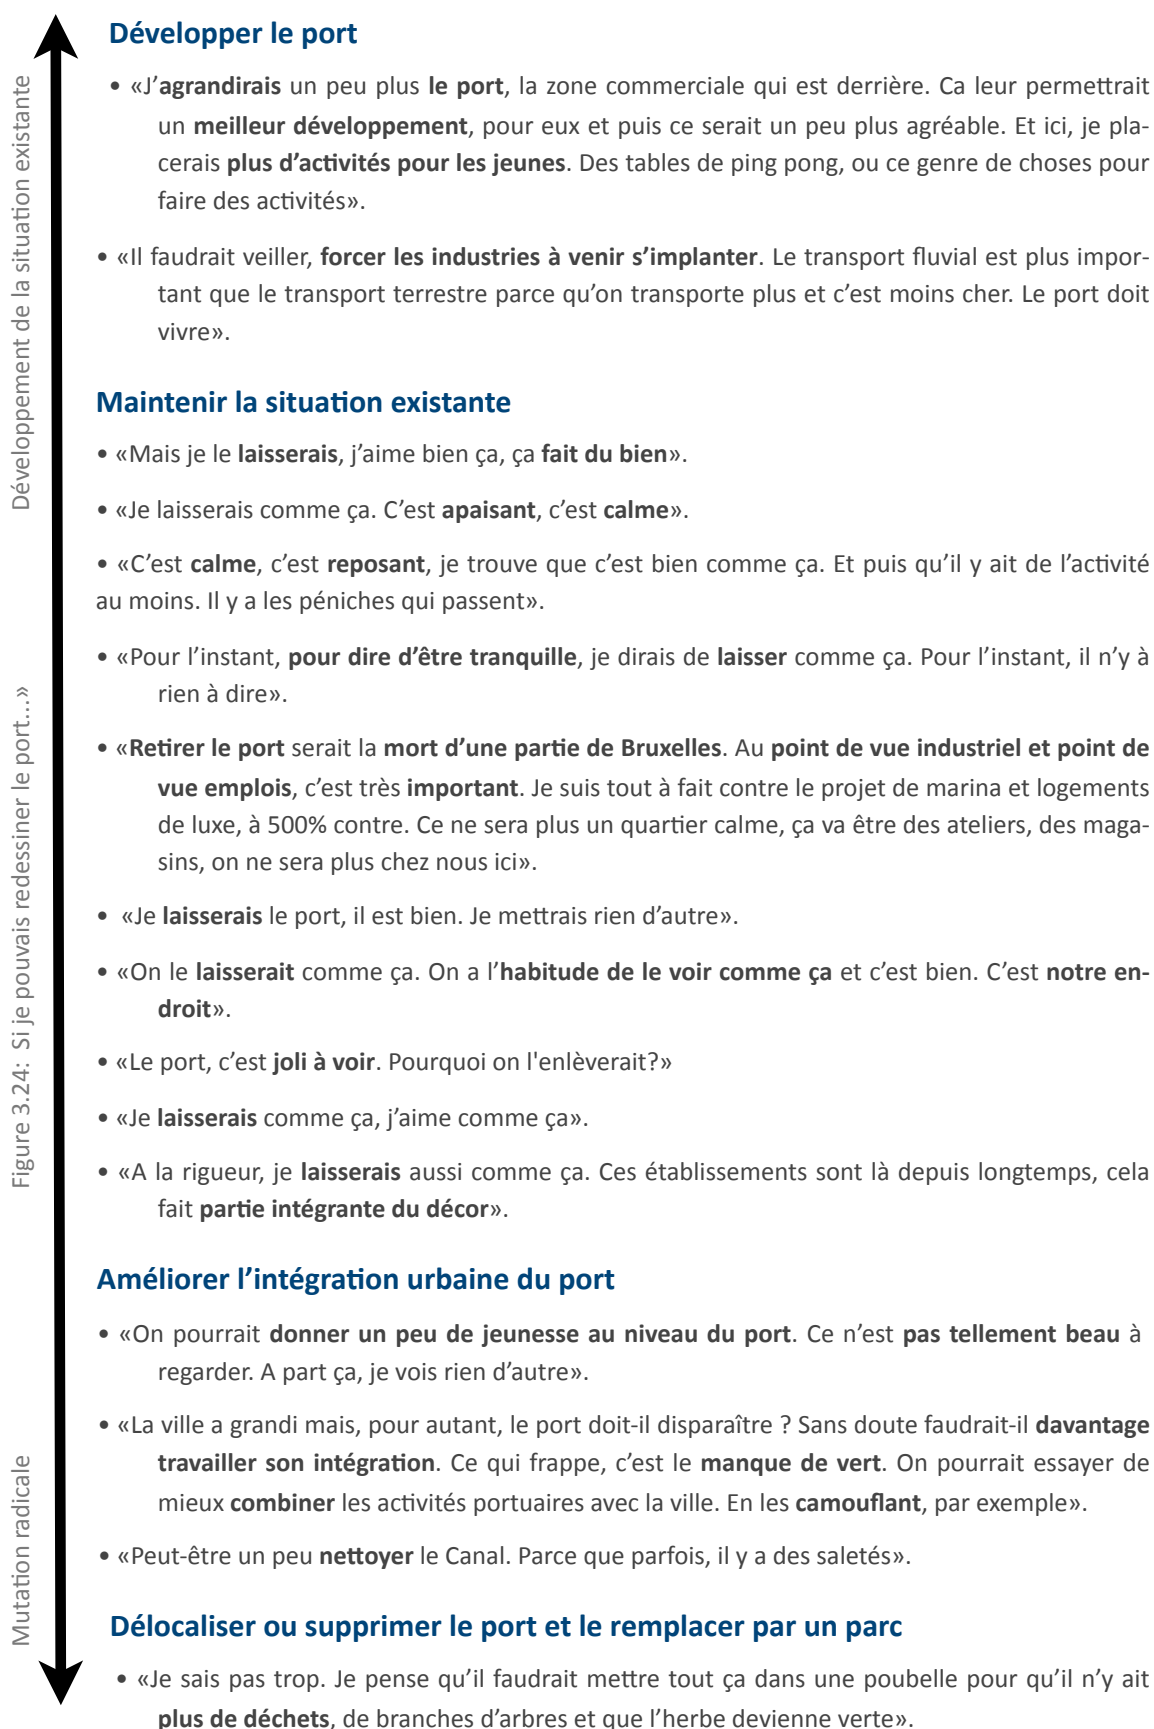 Développer le port
• «J’agrandirais un peu plus le port, la zone commerciale qui est derrière. Ca leur permettrait
un meilleur développement, pour eux et puis ce serait un peu plus agréable. Et ici, je pla-
cerais plus d’activités pour les jeunes. Des tables de ping pong, ou ce genre de choses pour
faire des activités».
• «Il faudrait veiller, forcer les industries à venir s’implanter. Le transport fluvial est plus impor-
tant que le transport terrestre parce qu’on transporte plus et c’est moins cher. Le port doit
vivre».
Maintenir la situation existante
• «Mais je le laisserais, j’aime bien ça, ça fait du bien».
• «Je laisserais comme ça. C’est apaisant, c’est calme».
• «C’est calme, c’est reposant, je trouve que c’est bien comme ça. Et puis qu’il y ait de l’activité
au moins. Il y a les péniches qui passent».
• «Pour l’instant, pour dire d’être tranquille, je dirais de laisser comme ça. Pour l’instant, il n’y à
rien à dire».
• «Retirer le port serait la mort d’une partie de Bruxelles. Au point de vue industriel et point de
vue emplois, c’est très important. Je suis tout à fait contre le projet de marina et logements
de luxe, à 500% contre. Ce ne sera plus un quartier calme, ça va être des ateliers, des maga-
sins, on ne sera plus chez nous ici».
• «Je laisserais le port, il est bien. Je mettrais rien d’autre».
• «On le laisserait comme ça. On a l’habitude de le voir comme ça et c’est bien. C’est notre en-
droit».
• «Le port, c’est joli à voir. Pourquoi on l'enlèverait?»
• «Je laisserais comme ça, j’aime comme ça».
• «A la rigueur, je laisserais aussi comme ça. Ces établissements sont là depuis longtemps, cela
fait partie intégrante du décor».
Améliorer l’intégration urbaine du port
• «On pourrait donner un peu de jeunesse au niveau du port. Ce n’est pas tellement beau à
regarder. A part ça, je vois rien d’autre».
• «La ville a grandi mais, pour autant, le port doit-il disparaître ? Sans doute faudrait-il davantage
travailler son intégration. Ce qui frappe, c’est le manque de vert. On pourrait essayer de
mieux combiner les activités portuaires avec la ville. En les camouflant, par exemple».
• «Peut-être un peu nettoyer le Canal. Parce que parfois, il y a des saletés».
Délocaliser ou supprimer le port et le remplacer par un parc
• «Je sais pas trop. Je pense qu’il faudrait mettre tout ça dans une poubelle pour qu’il n’y ait
plus de déchets, de branches d’arbres et que l’herbe devienne verte».
Développement de la situation existante
Figure 3.24: Si je pouvais redessiner le port...»
Mutation radicale